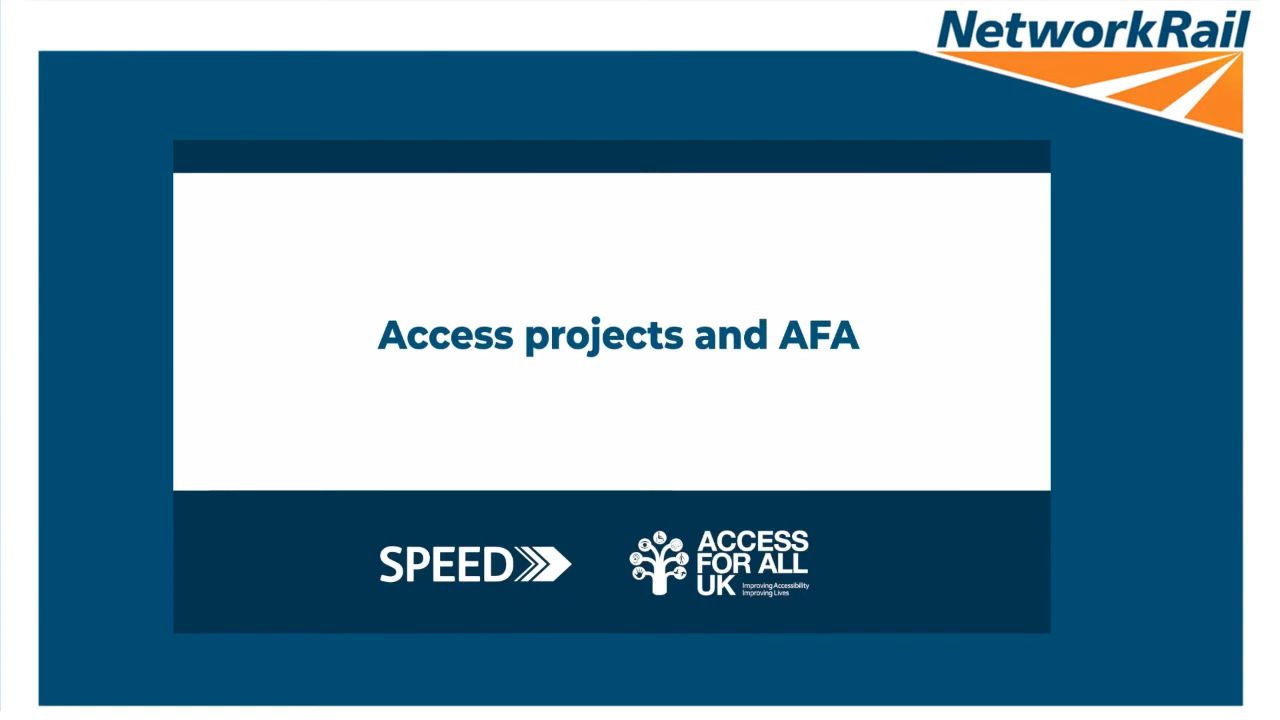 NetworkRail
Access projects and AFA
SPEED
ACCESS
FOR ALL
UK
Improving Accessibility
Improving Lives